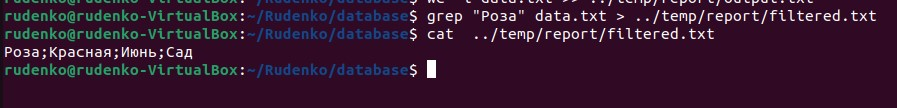 rudenko@rudenko-VirtualBox:~/Rudenko/database$ wc -l data.txt >> ../temp/report/output.txt
rudenko@rudenko-VirtualBox:~/Rudenko/database$ grep "Роза" data.txt > ../temp/report/filtered.txt
rudenko@rudenko-VirtualBox:~/Rudenko/database$ cat  ../temp/report/filtered.txt
Роза;Красная;Июнь;Сад
rudenko@rudenko-VirtualBox:~/Rudenko/database$